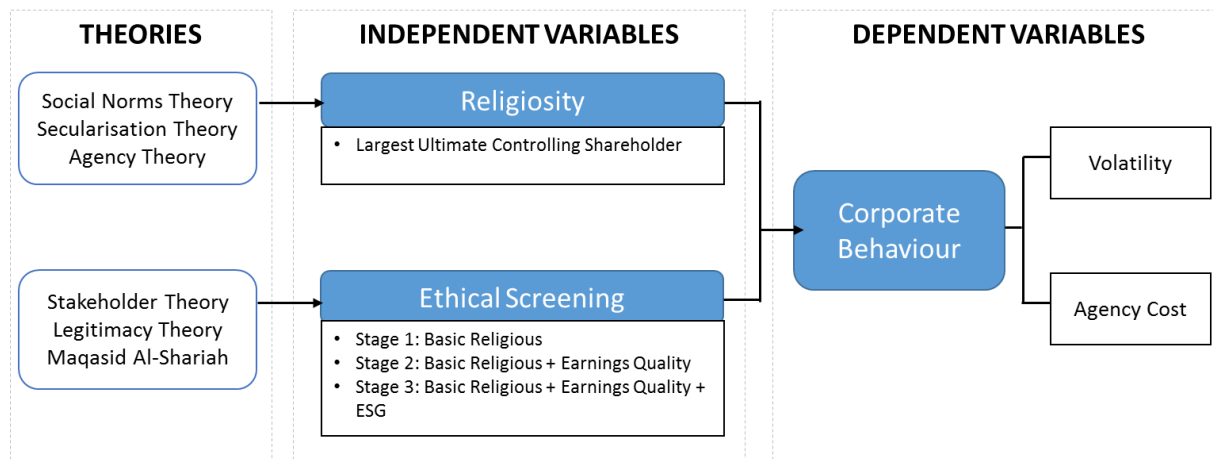 THEORIES
Social Norms Theory
Secularisation Theory
Agency Theory
Stakeholder Theory
Legitimacy Theory
Maqasid Al-Shariah
INDEPENDENT VARIABLES
Religiosity
• Largest Ultimate Controlling Shareholder
Ethical Screening
• Stage 1: Basic Religious
• Stage 2: Basic Religious + Earnings Quality
• Stage 3: Basic Religious + Earnings Quality +
ESG
DEPENDENT VARIABLES
Corporate
Behaviour
Volatility
Agency Cost